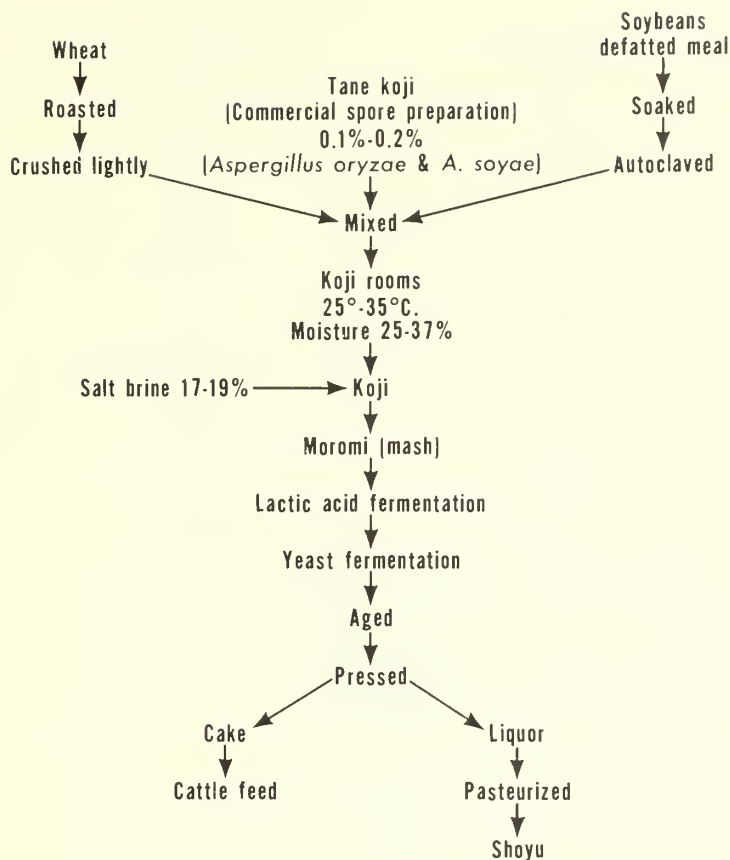 Wheat
Roasted
Crushed lightly
Tane koji
(Commercial spore preparation)
0.1%-0.2%
(Aspergillus oryzae & A. soyae)
Soybeans
defatted meal
Soaked
Autoclaved
Mixed
Koji rooms
25°-35°C.
Moisture 25-37%
Salt brine 17-19%
Koji
Moromi (mash)
Lactic acid fermentation
Yeast fermentation
Aged
Pressed
Cake
Cattle feed
Liquor
Pasteurized
Shoyu